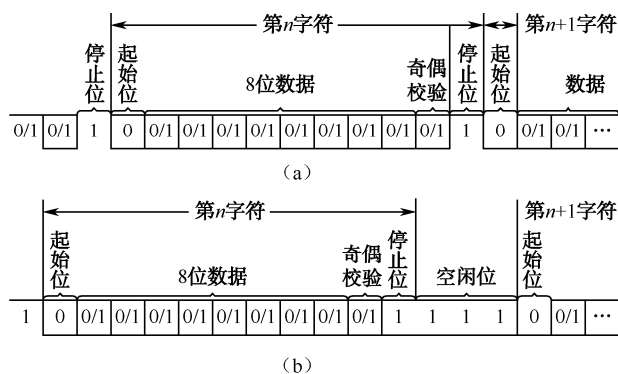 第n字符 第n+1字符
停止位 起始位 8位数据 奇偶校验 停止位 起始位 数据
0/1 0/1 1 0 0/1 0/1 0/1 0/1 0/1 0/1 0/1 0/1 0/1 1 0 0/1 0/1 …
（a）
第n字符 第n+1字符
起始位 8位数据 奇偶校验 停止位 空闲位 起始位
1 0 0/1 0/1 0/1 0/1 0/1 0/1 0/1 0/1 0/1 1 1 1 1 0 0/1 …
（b）